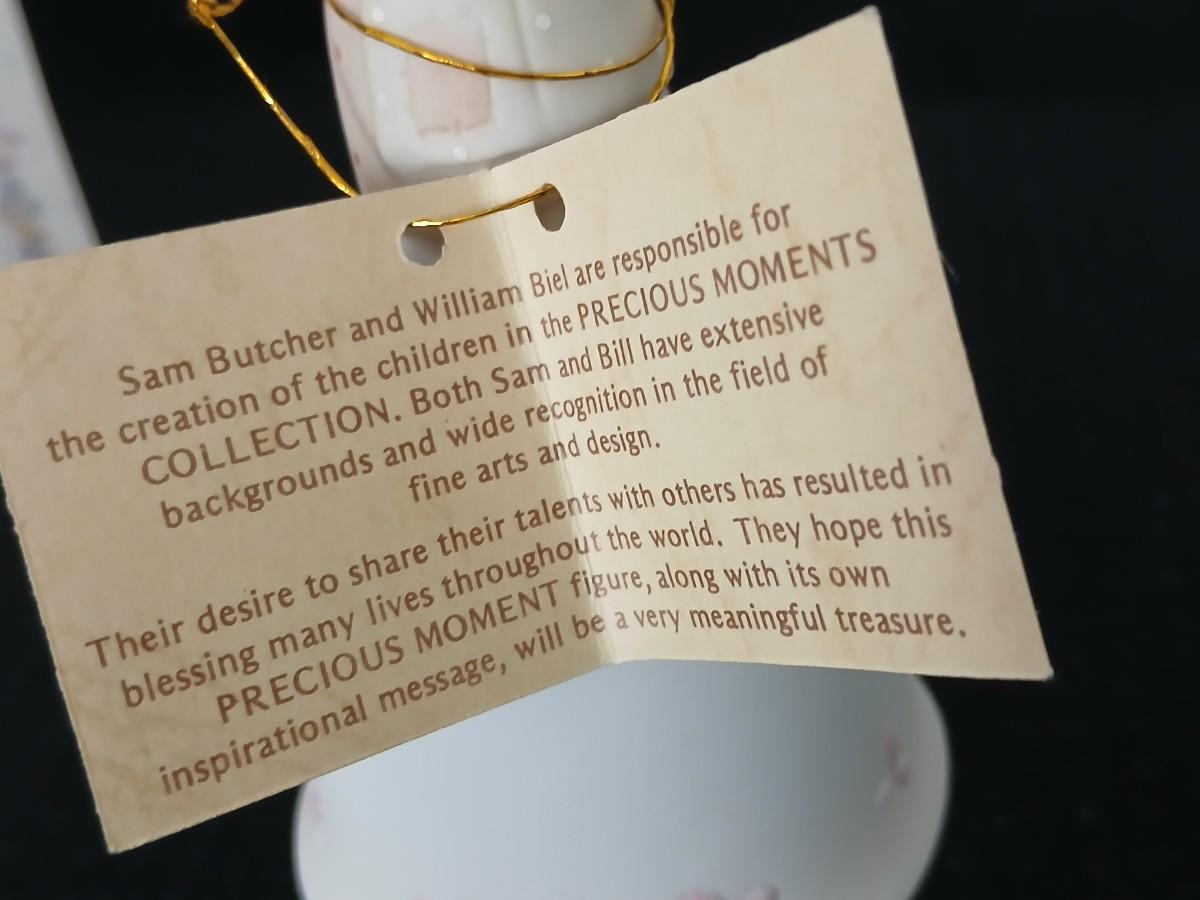 Sam Butcher and William Biel are responsible for
the creation of the children in the PRECIOUS MOMENTS
COLLECTION. Both Sam and Bill have extensive
backgrounds and wide recognition in the field of
fine arts and design.
Their desire to share their talents with others has resulted in
blessing many lives throughout the world. They hope this
PRECIOUS MOMENT figure, along with its own
inspirational message, will be a very meaningful treasure.